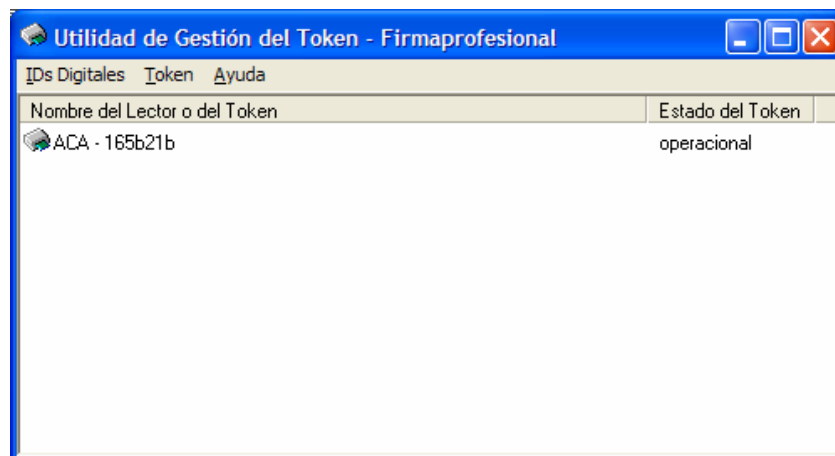 Utilidad de Gestión del Token - Firmaprofesional
IDs Digitales Token Ayuda
Nombre del Lector o del Token Estado del Token
ACA - 165b21b operacional